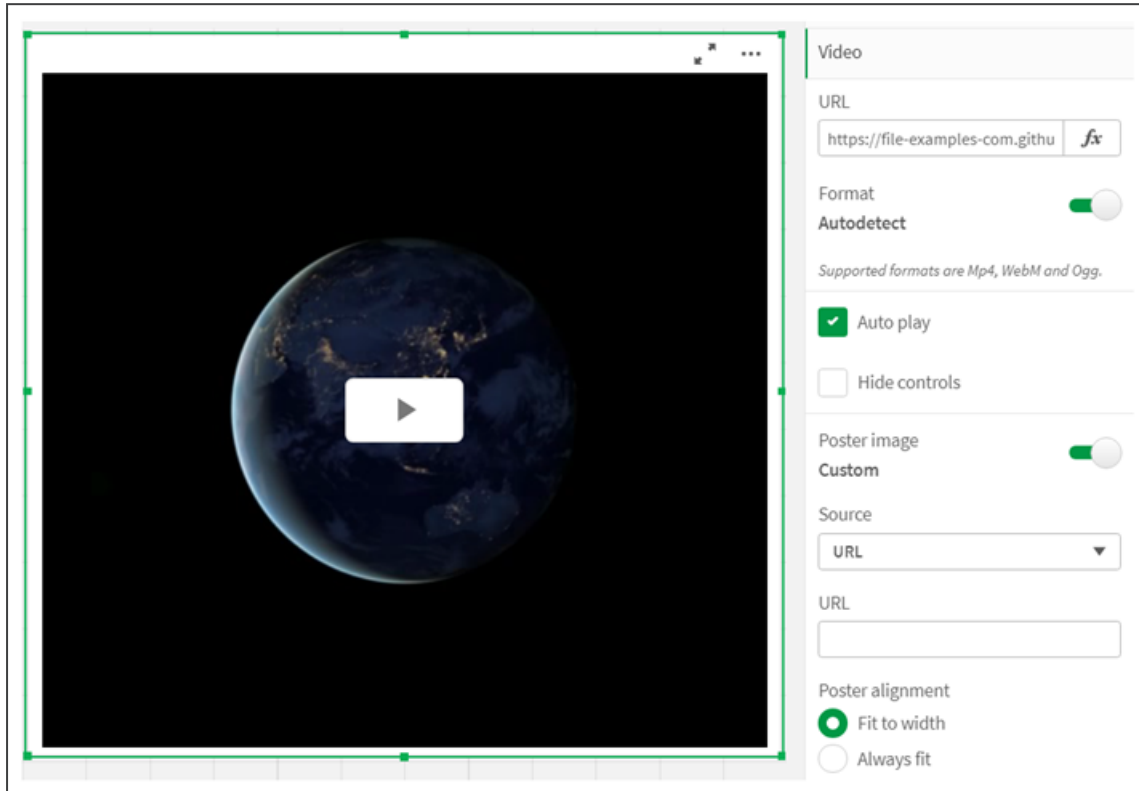 Video
URL
https://file-examples-com.githu
fx
Format
Autodetect
Supported formats are Mp4, WebM and Ogg.
Auto play
Hide controls
Poster image
Custom
Source
URL
URL
Poster alignment
Fit to width
Always fit